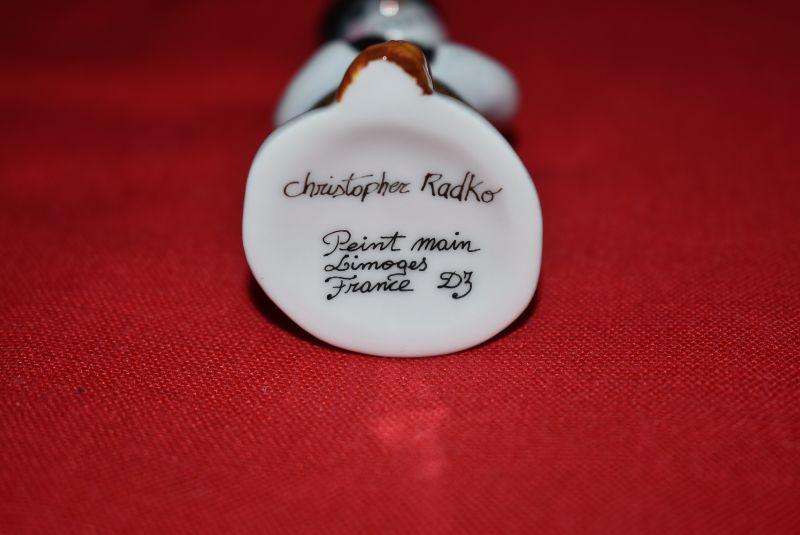 Christopher Radko
Peint main
Limoges
France DJ